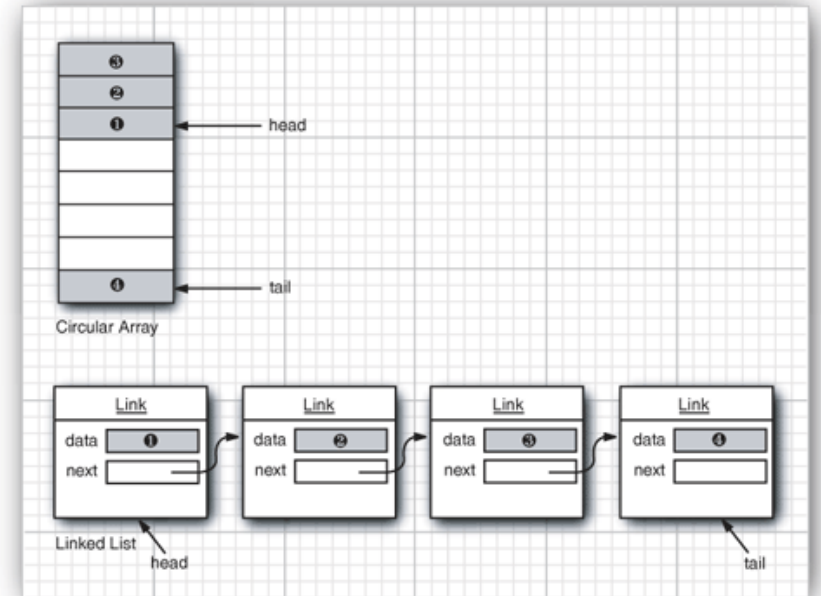 ❸
❷
❶
head
❹
tail
Circular Array
Link
data ❶
next
Link
data ❷
next
Link
data ❸
next
Link
data ❹
next
Linked List
head
tail